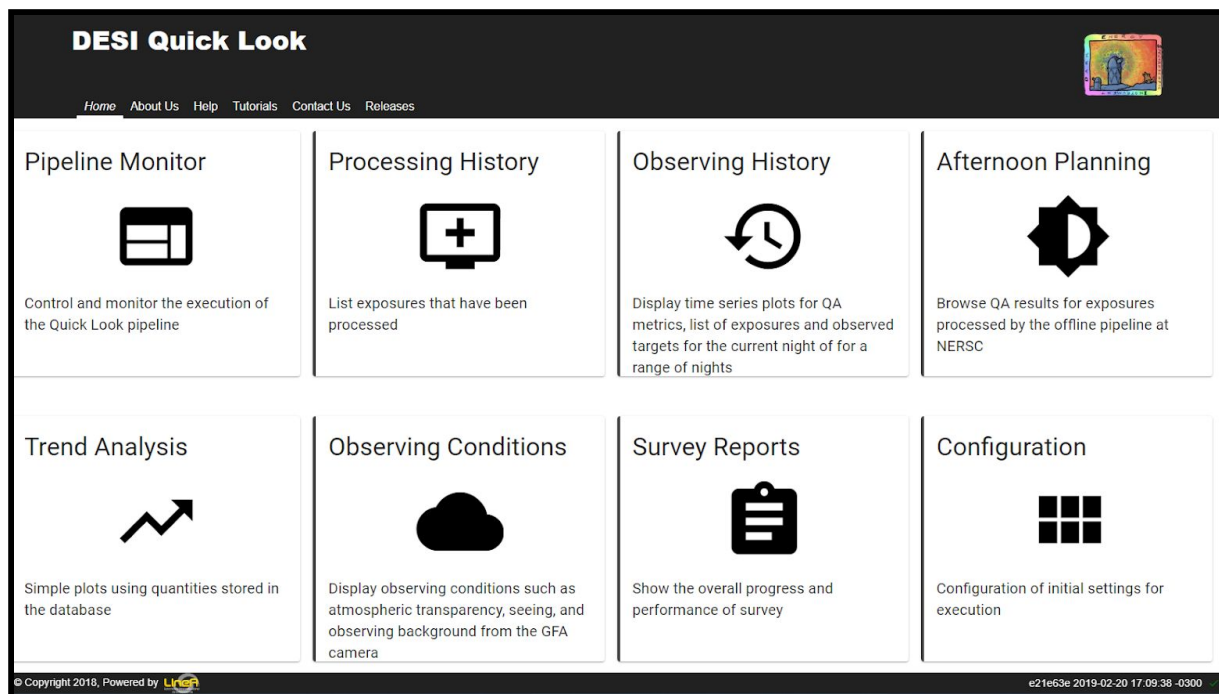 DESI Quick Look
Home About Us Help Tutorials Contact Us Releases
Pipeline Monitor
Control and monitor the execution of
the Quick Look pipeline
Processing History
List exposures that have been
processed
Observing History
Display time series plots for QA
metrics, list of exposures and observed
targets for the current night of for a
range of nights
Afternoon Planning
Browse QA results for exposures
processed by the offline pipeline at
NERSC
Trend Analysis
Simple plots using quantities stored in
the database
Observing Conditions
Display observing conditions such as
atmospheric transparency, seeing, and
observing background from the GFA
camera
Survey Reports
Show the overall progress and
performance of survey
Configuration
Configuration of initial settings for
execution
© Copyright 2018, Powered by LIneA
e21e63e 2019-02-20 17:09:38 -0300